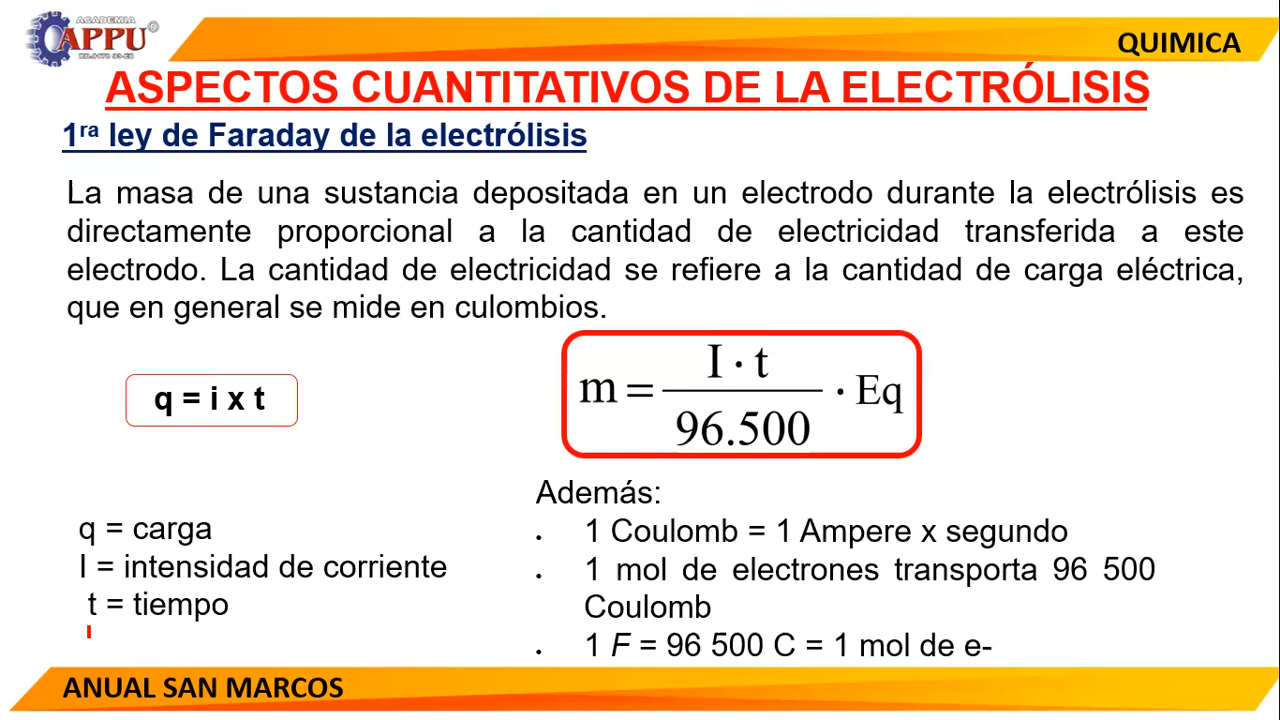 ACADEMIA
APPU®
QUIMICA
ASPECTOS CUANTITATIVOS DE LA ELECTRÓLISIS
1ra ley de Faraday de la electrólisis
La masa de una sustancia depositada en un electrodo durante la electrólisis es
directamente proporcional a la cantidad de electricidad transferida a este
electrodo. La cantidad de electricidad se refiere a la cantidad de carga eléctrica,
que en general se mide en culombios.
q = i x t
m = I · t / 96.500 · Eq
q = carga
I = intensidad de corriente
t = tiempo
Además:
• 1 Coulomb = 1 Ampere x segundo
• 1 mol de electrones transporta 96 500
Coulomb
• 1 F = 96 500 C = 1 mol de e-
ANUAL SAN MARCOS